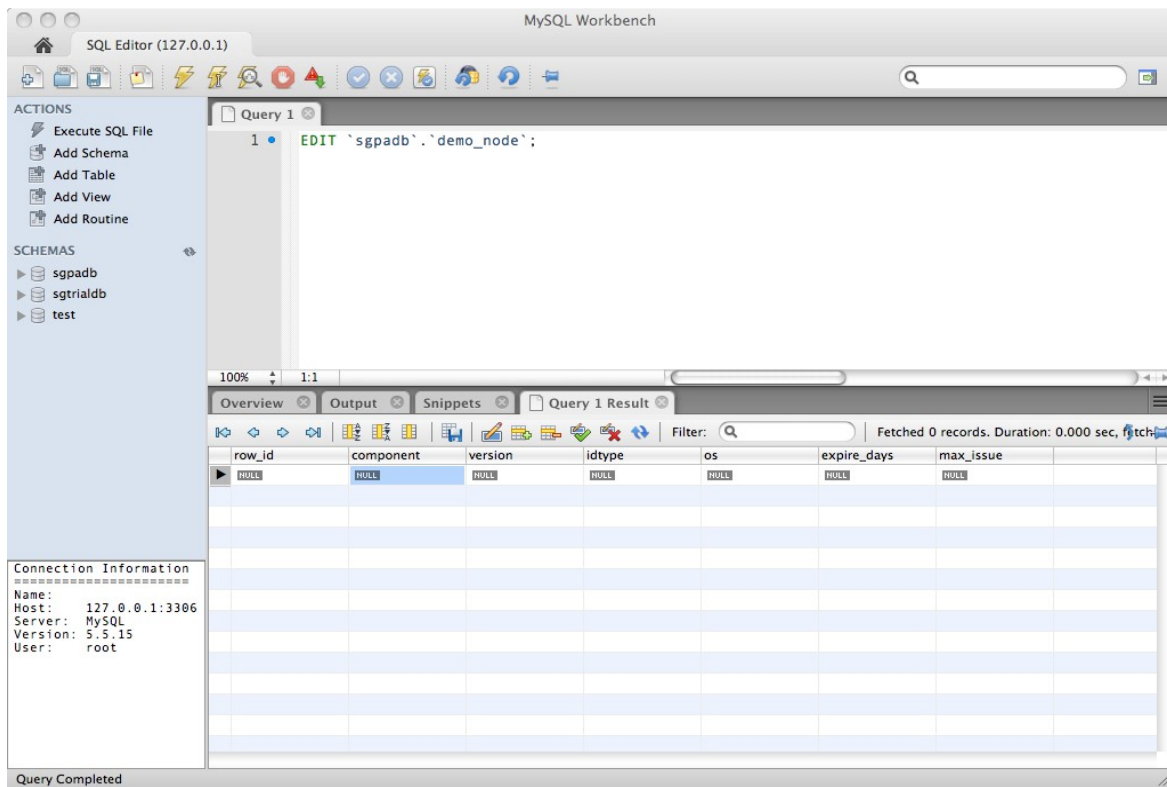 MySQL Workbench
SQL Editor (127.0.0.1)
ACTIONS
Execute SQL File
Add Schema
Add Table
Add View
Add Routine
SCHEMAS
sgpadb
sgtrialdb
test
Query 1
1 EDIT `sgpadb`.`demo_node`;
100% 1:1
Overview Output Snippets Query 1 Result
Filter: Fetched 0 records. Duration: 0.000 sec, fetch
row_id component version idtype os expire_days max_issue
NULL NULL NULL NULL NULL NULL NULL
Connection Information
=======================
Name:
Host: 127.0.0.1:3306
Server: MySQL
Version: 5.5.15
User: root
Query Completed